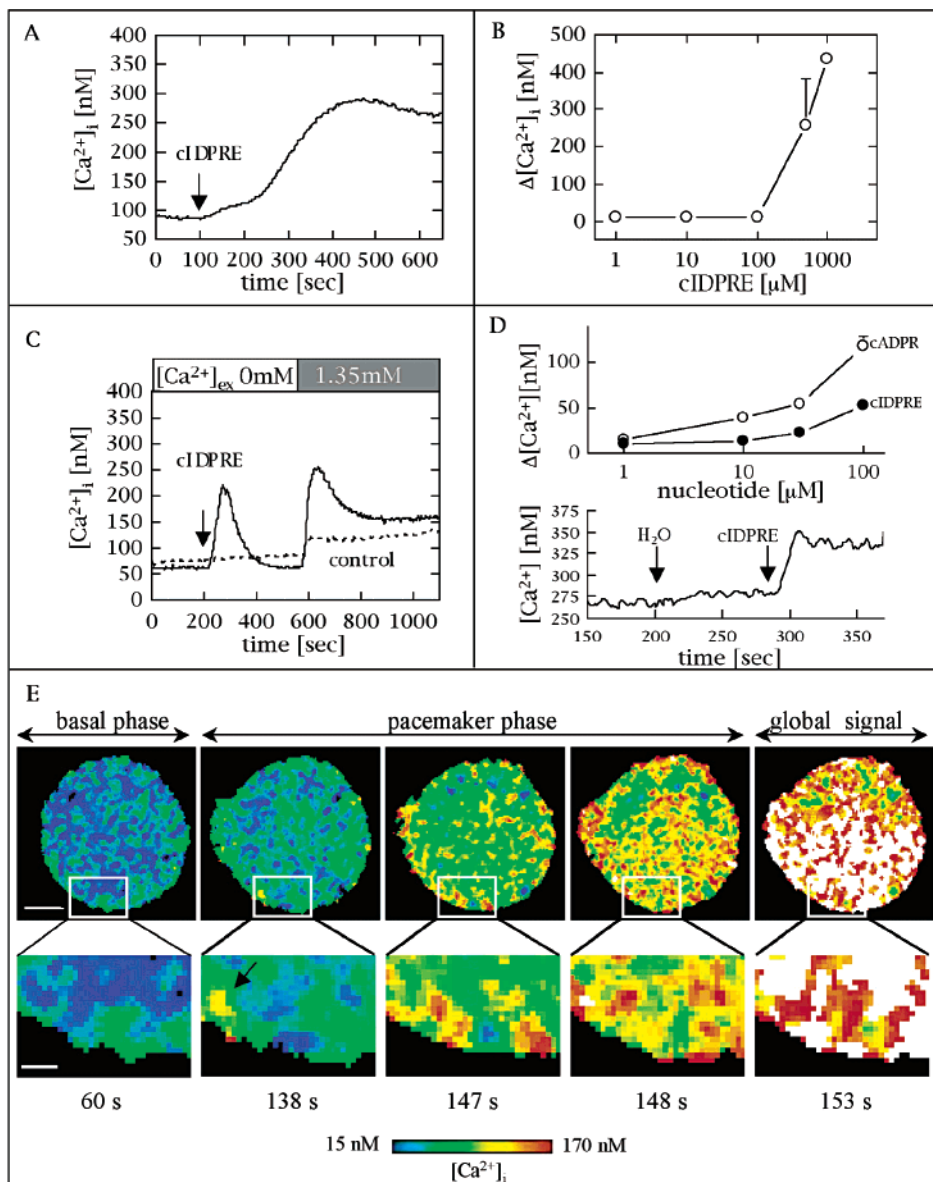 A
[Ca²⁺]ᵢ [nM]
400
350
300
250
200
150
100
50
cIDPRE
0 100 200 300 400 500 600
time [sec]
B
Δ[Ca²⁺]ᵢ [nM]
500
400
300
200
100
0
1 10 100 1000
cIDPRE [µM]
C
[Ca²⁺]ₑₓ 0mM 1.35mM
[Ca²⁺]ᵢ [nM]
400
350
300
250
200
150
100
50
0
cIDPRE
control
0 200 400 600 800 1000
time [sec]
D
Δ[Ca²⁺] [nM]
100
50
0
cADPR
cIDPRE
1 10 100
nucleotide [µM]
[Ca²⁺] [nM]
375
350
325
300
275
250
H₂O
cIDPRE
150 200 250 300 350
time [sec]
E
basal phase pacemaker phase global signal
60 s 138 s 147 s 148 s 153 s
15 nM 170 nM
[Ca²⁺]ᵢ